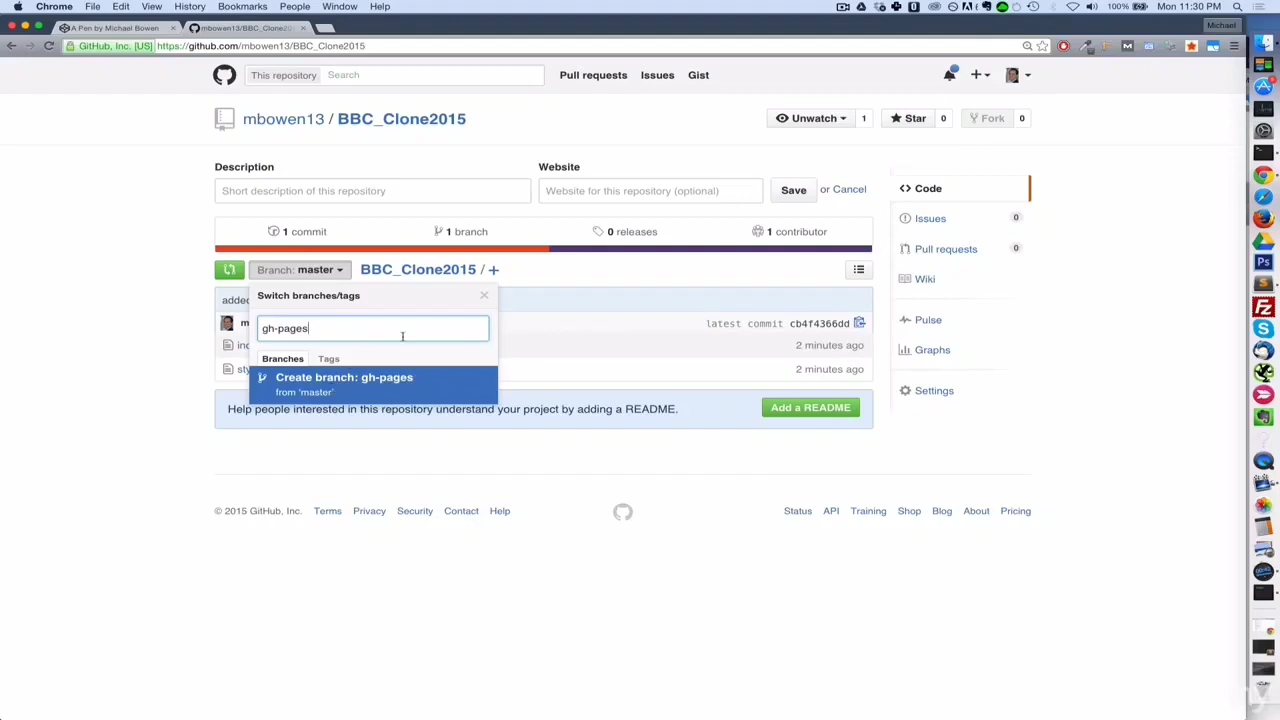 Chrome File Edit View History Bookmarks People Window Help 100% Mon 11:30 PM
A Pen by Michael Bowen mbowen13/BBC_Clone2015 Michael
GitHub, Inc. [US] https://github.com/mbowen13/BBC_Clone2015
This repository Search Pull requests Issues Gist
mbowen13 / BBC_Clone2015 Unwatch 1 Star 0 Fork 0
Description Website
Short description of this repository Website for this repository (optional) Save or Cancel
Code
1 commit 1 branch 0 releases 1 contributor
Issues 0
Pull requests 0
Wiki
Pulse
Graphs
Settings
Branch: master BBC_Clone2015 / +
Switch branches/tags
added
gh-pages
m latest commit cb4f4366dd
2 minutes ago
Branches Tags
2 minutes ago
Create branch: gh-pages
from 'master'
Help people interested in this repository understand your project by adding a README. Add a README
© 2015 GitHub, Inc. Terms Privacy Security Contact Help Status API Training Shop Blog About Pricing